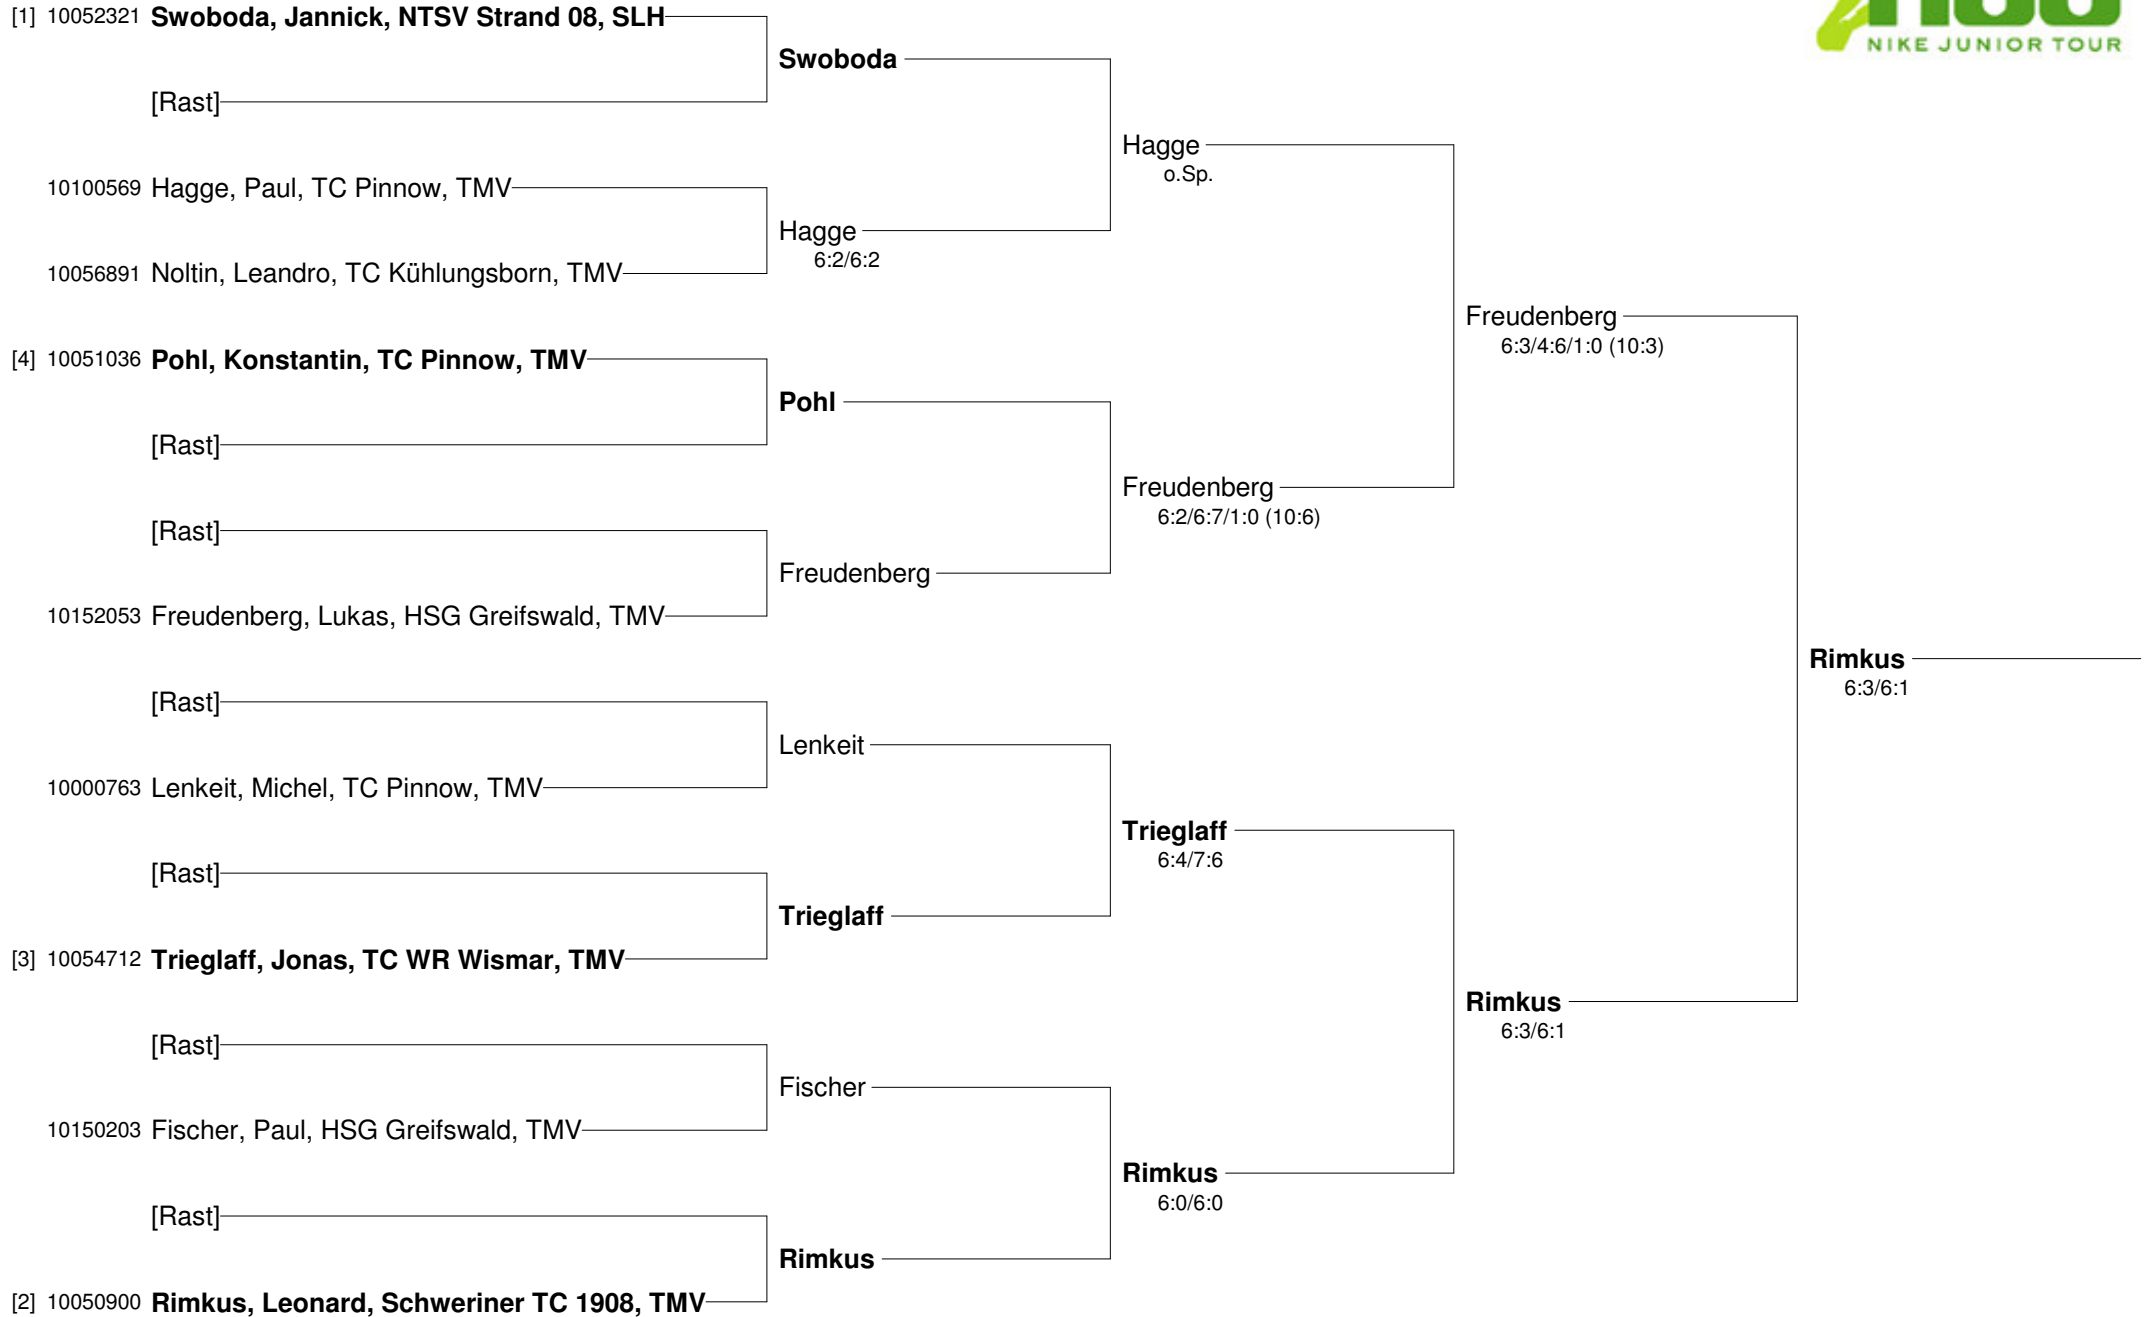 [1] 10052321 Swoboda, Jannick, NTSV Strand 08, SLH
NIKE JUNIOR TOUR
Swoboda
[Rast]
Hagge
o.Sp.
10100569 Hagge, Paul, TC Pinnow, TMV
Hagge
6:2/6:2
10056891 Noltin, Leandro, TC Kühlungsborn, TMV
Freudenberg
6:3/4:6/1:0 (10:3)
[4] 10051036 Pohl, Konstantin, TC Pinnow, TMV
Pohl
[Rast]
Freudenberg
6:2/6:7/1:0 (10:6)
[Rast]
Freudenberg
10152053 Freudenberg, Lukas, HSG Greifswald, TMV
Rimkus
6:3/6:1
[Rast]
Lenkeit
10000763 Lenkeit, Michel, TC Pinnow, TMV
Trieglaff
6:4/7:6
[Rast]
Trieglaff
[3] 10054712 Trieglaff, Jonas, TC WR Wismar, TMV
Rimkus
6:3/6:1
[Rast]
Fischer
10150203 Fischer, Paul, HSG Greifswald, TMV
Rimkus
6:0/6:0
[Rast]
Rimkus
[2] 10050900 Rimkus, Leonard, Schweriner TC 1908, TMV